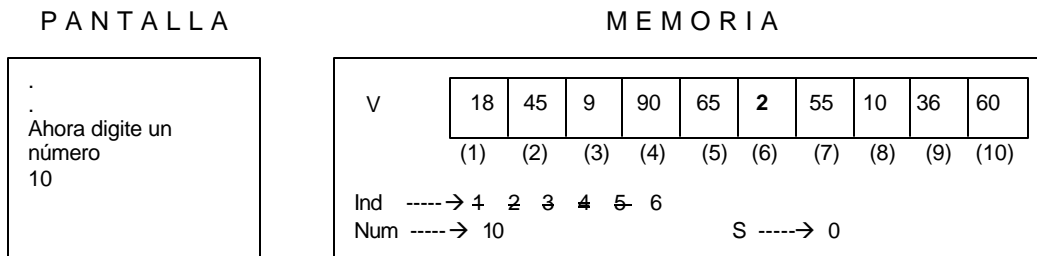 P A N T A L L A
M E M O R I A
.
.
Ahora digite un
número
10
V 18 45 9 90 65 2 55 10 36 60
(1) (2) (3) (4) (5) (6) (7) (8) (9) (10)
Ind -----→ 1 2 3 4 5 6
Num -----→ 10 S -----→ 0